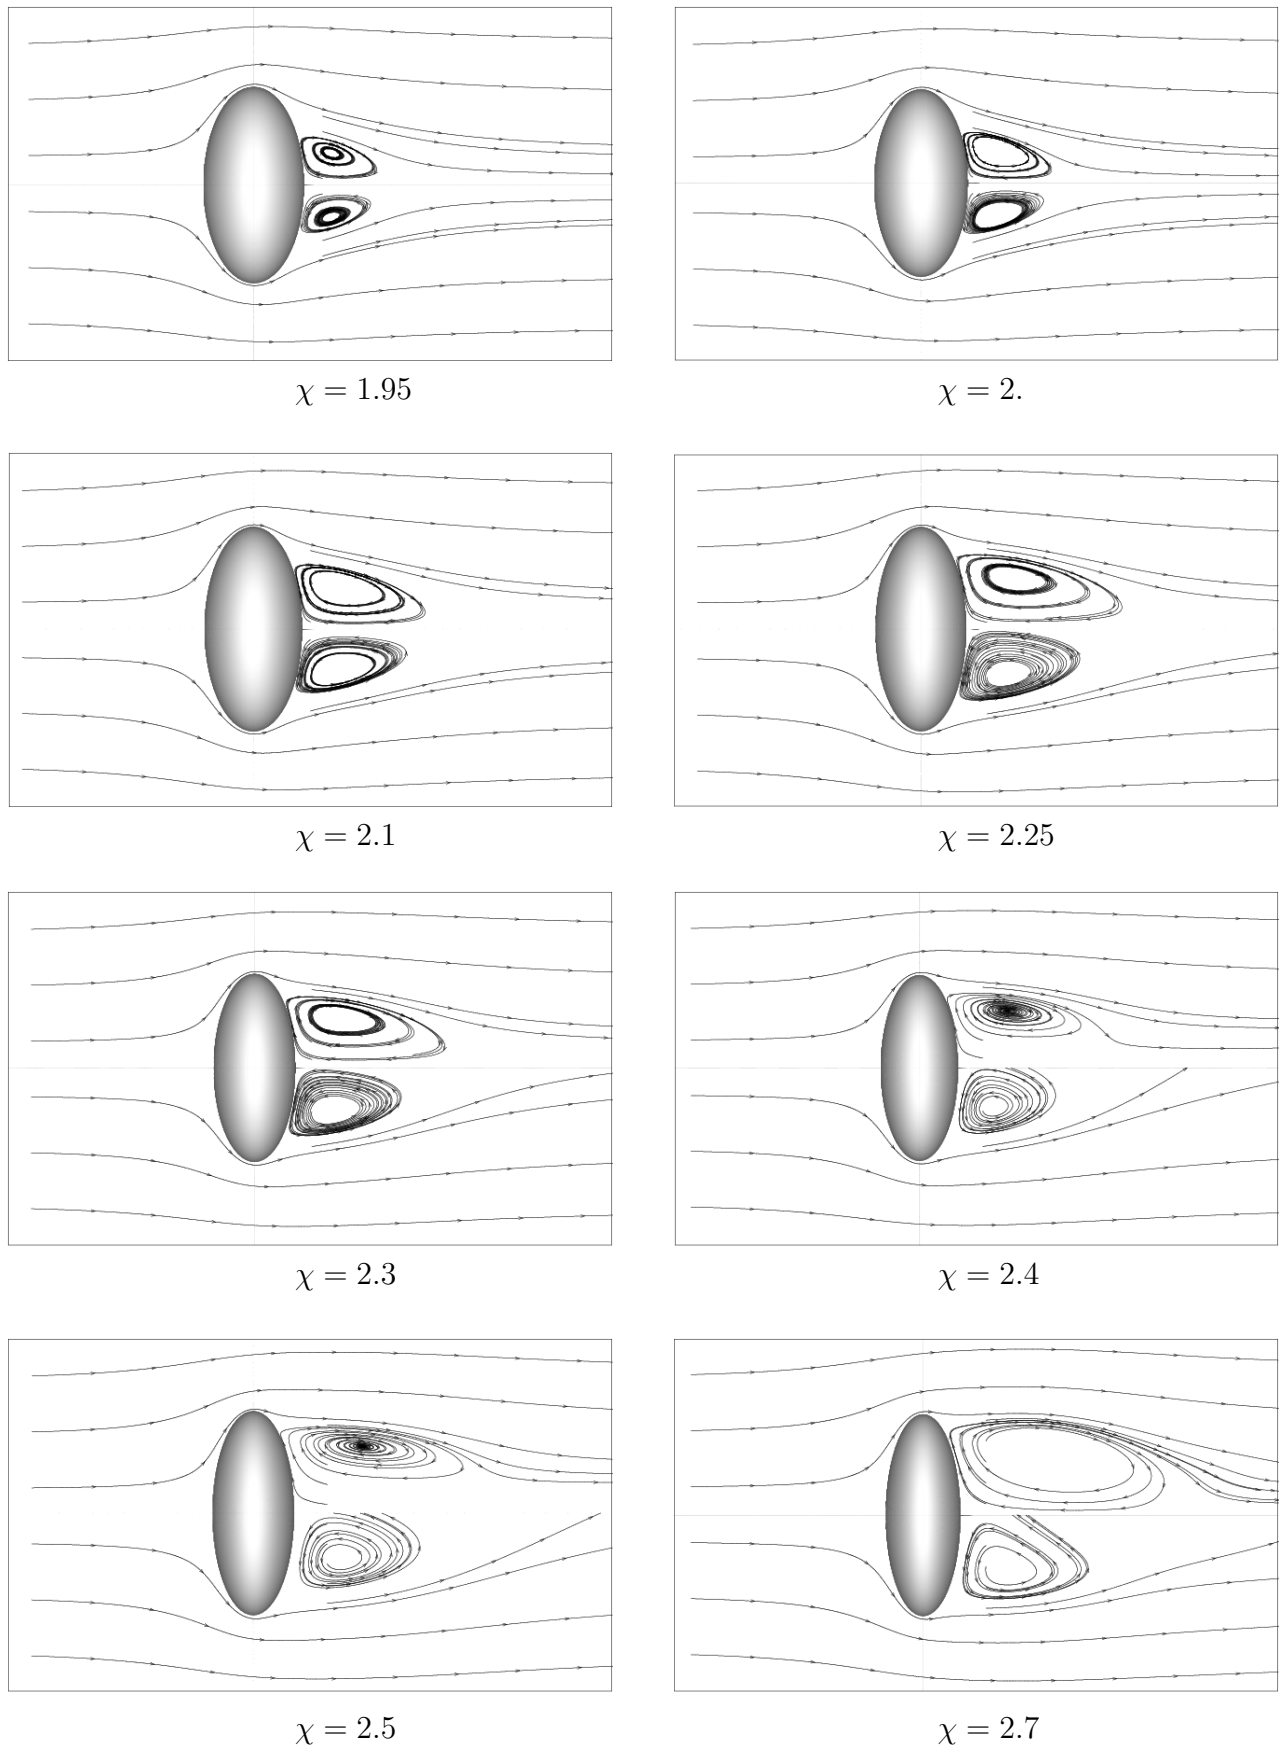 χ = 1.95
χ = 2.
χ = 2.1
χ = 2.25
χ = 2.3
χ = 2.4
χ = 2.5
χ = 2.7